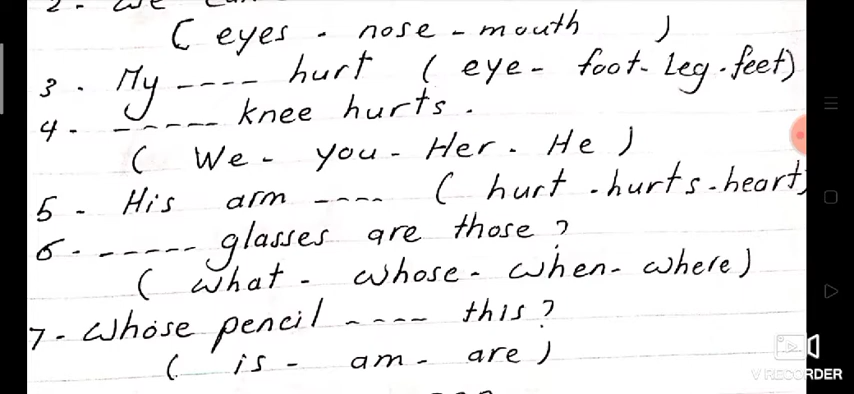 2-
( eyes - nose - mouth )
3 - My ---- hurt ( eye - foot - Leg - feet)
4 - ----- knee hurts .
( We - you - Her - He )
5 - His arm ---- ( hurt - hurts - heart)
6 - ----- glasses are those ?
( what - whose - when - where )
7 - whose pencil ---- this ?
( is - am - are )
V RECORDER